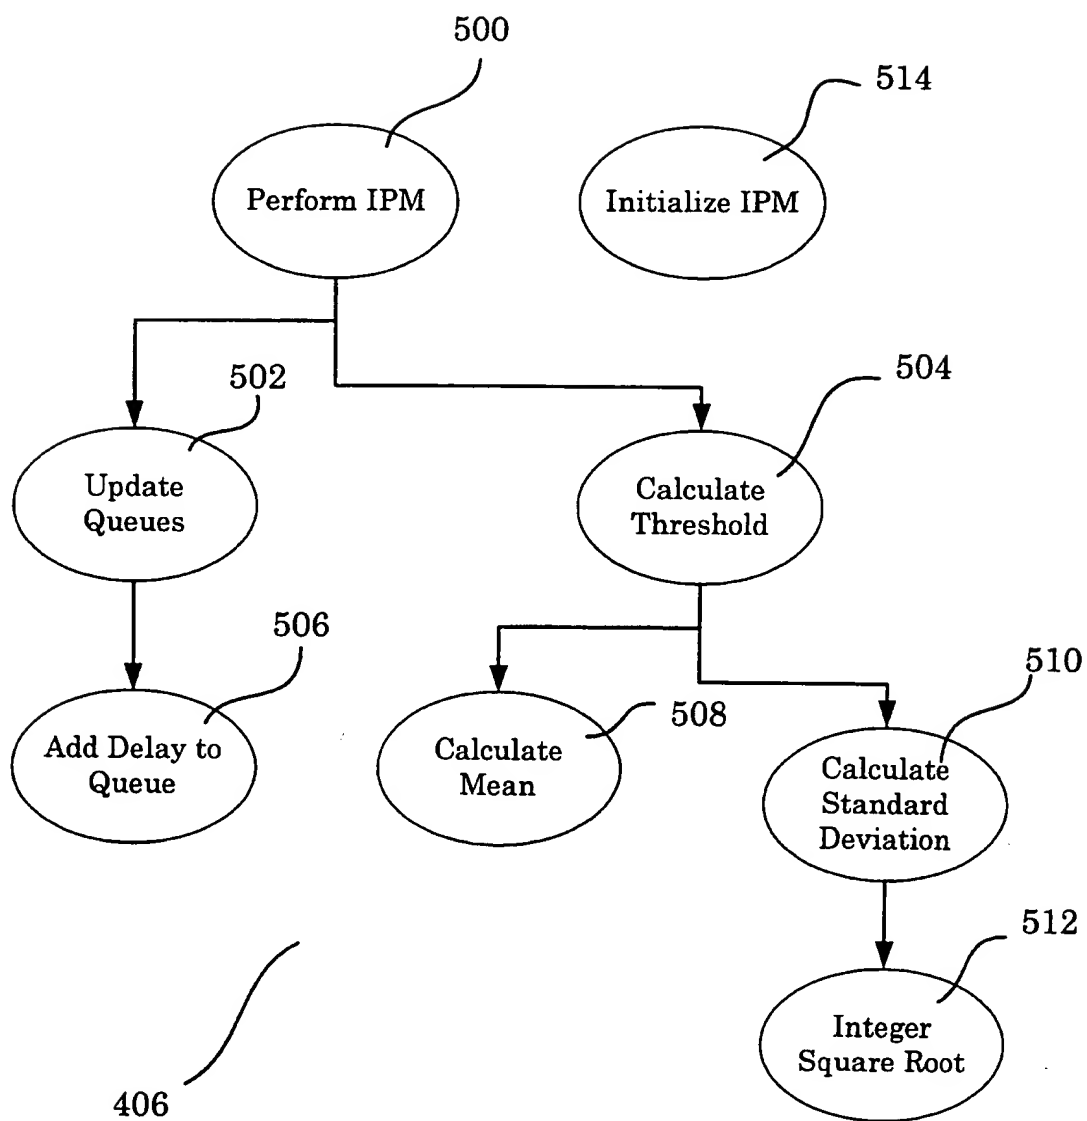 500
514
Perform IPM
Initialize IPM
502
504
Update
Queues
Calculate
Threshold
506
510
Add Delay to
Queue
508
Calculate
Mean
Calculate
Standard
Deviation
512
Integer
Square Root
406